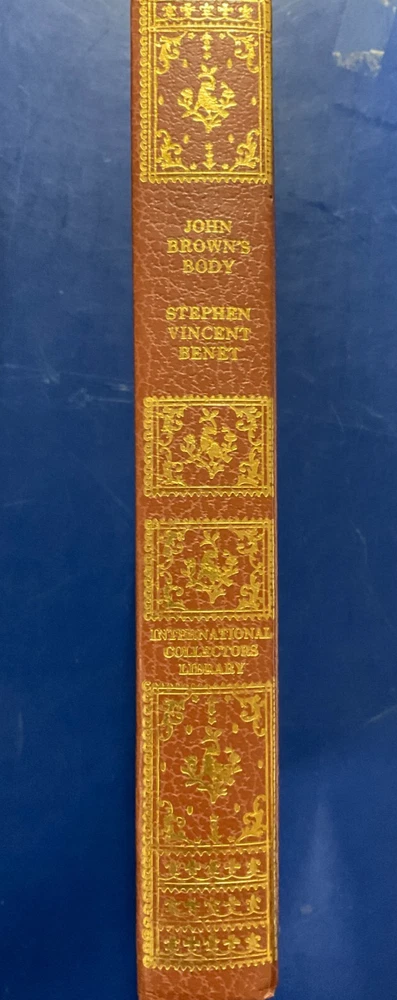 JOHN
BROWN'S
BODY
STEPHEN
VINCENT
BENET
INTERNATIONAL
COLLECTORS
LIBRARY